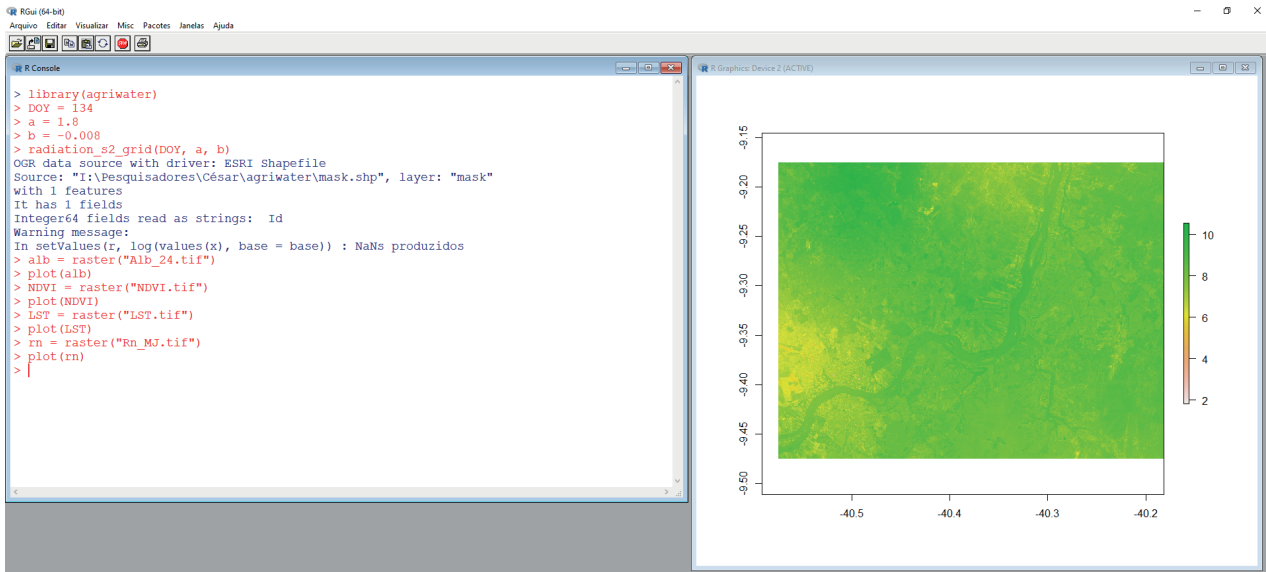 RGui (64-bit)
Arquivo Editar Visualizar Misc Pacotes Janelas Ajuda
STOP
R Console
> library(agriwater)
> DOY = 134
> a = 1.8
> b = -0.008
> radiation_s2_grid(DOY, a, b)
OGR data source with driver: ESRI Shapefile
Source: "I:\Pesquisadores\César\agriwater\mask.shp", layer: "mask"
with 1 features
It has 1 fields
Integer64 fields read as strings:  Id
Warning message:
In setValues(r, log(values(x), base = base)) : NaNs produzidos
> alb = raster("Alb_24.tif")
> plot(alb)
> NDVI = raster("NDVI.tif")
> plot(NDVI)
> LST = raster("LST.tif")
> plot(LST)
> rn = raster("Rn_MJ.tif")
> plot(rn)
>
R Graphics: Device 2 (ACTIVE)
-9.15
-9.20
-9.25
-9.30
-9.35
-9.40
-9.45
-9.50
-40.5 -40.4 -40.3 -40.2
10
8
6
4
2